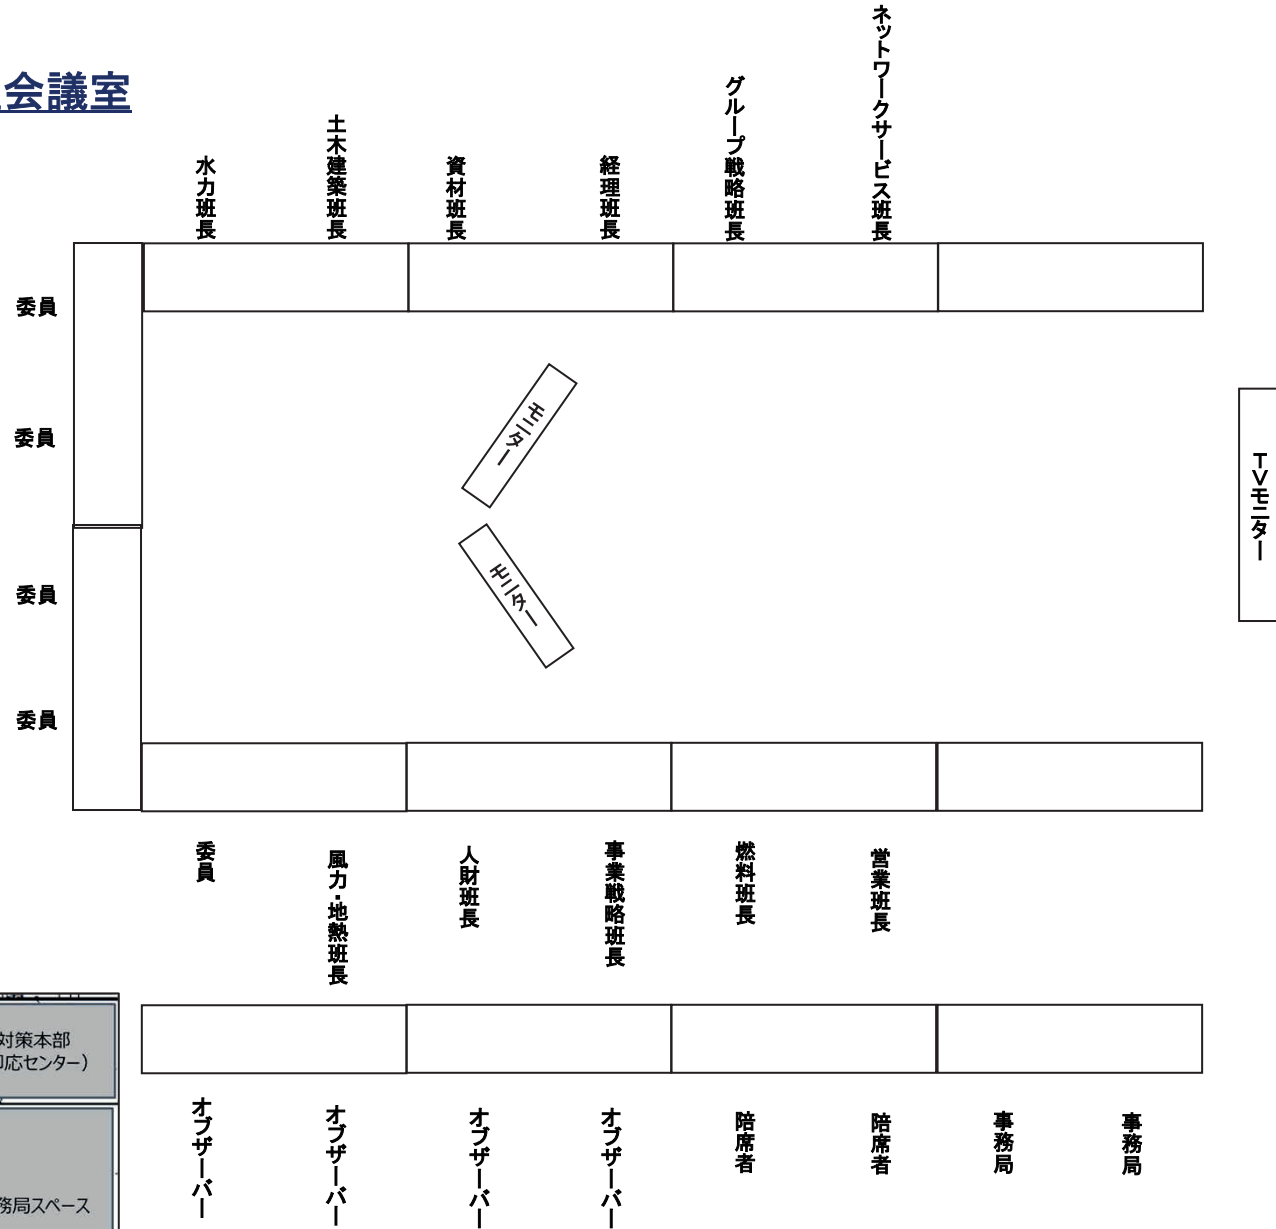 会議室
水力班長
土木建築班長
資材班長
経理班長
グループ戦略班長
ネットワークサービス班長
委員
委員
委員
委員
モニター
モニター
TVモニター
委員
風力・地熱班長
人財班長
事業戦略班長
燃料班長
営業班長
対策本部
応センター）
務局スペース
オブザーバー
オブザーバー
オブザーバー
オブザーバー
陪席者
陪席者
事務局
事務局